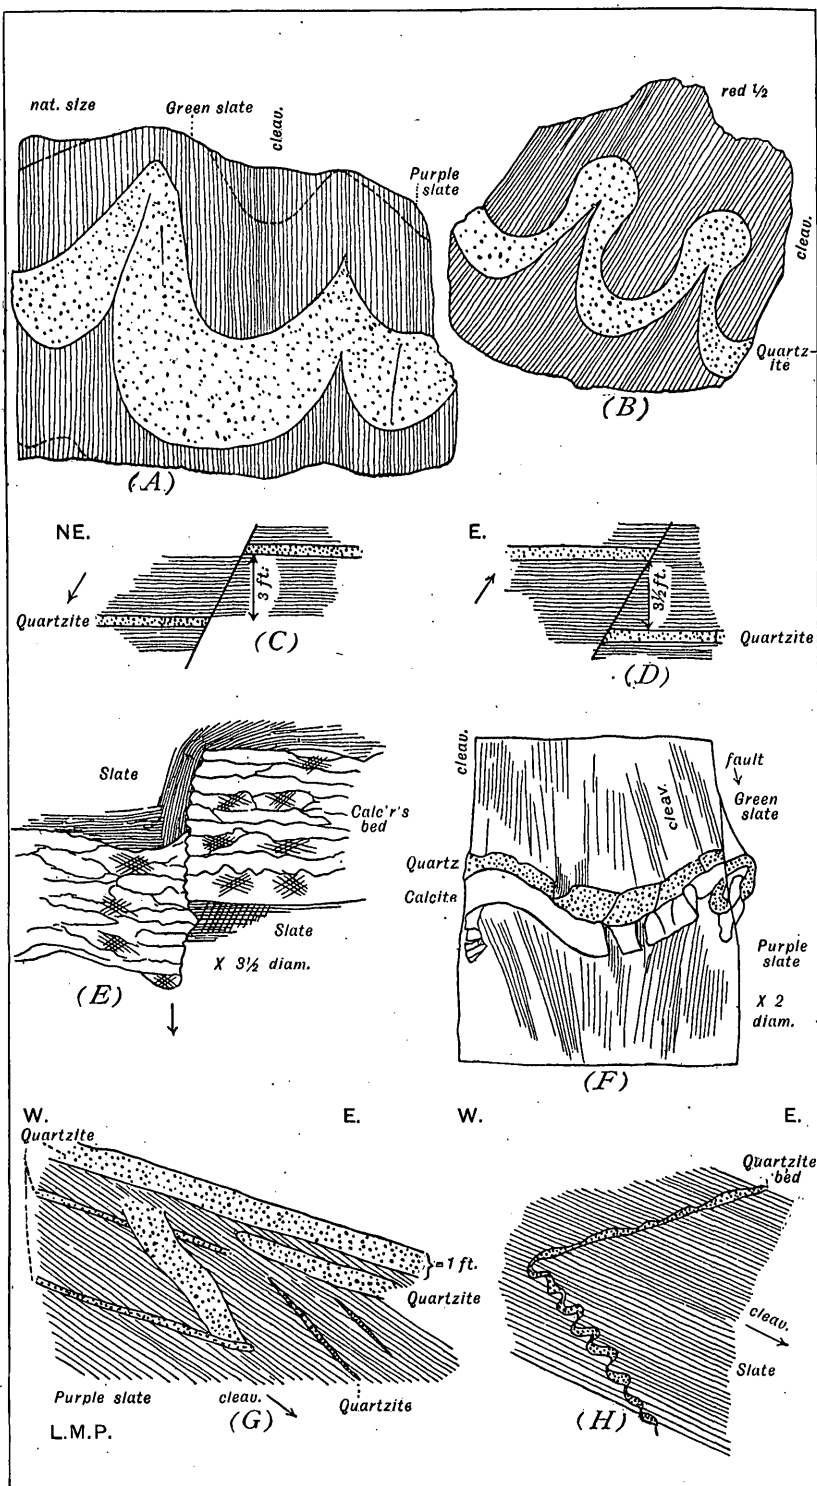 nat. size
Green slate
cleav.
Purple
slate
(A)
red ½
cleav.
Quartz-
ite
(B)
NE.
Quartzite
3 ft.
(C)
E.
3½ ft.
Quartzite
(D)
Slate
Calc'r's
bed
Slate
X 3½ diam.
(E)
cleav.
cleav.
fault
Green
slate
Quartz
Calcite
Purple
slate
X 2
diam.
(F)
W.
E.
Quartzite
= 1 ft.
Quartzite
Purple slate
cleav.
Quartzite
(G)
L.M.P.
W.
E.
Quartzite
bed
cleav.
Slate
(H)